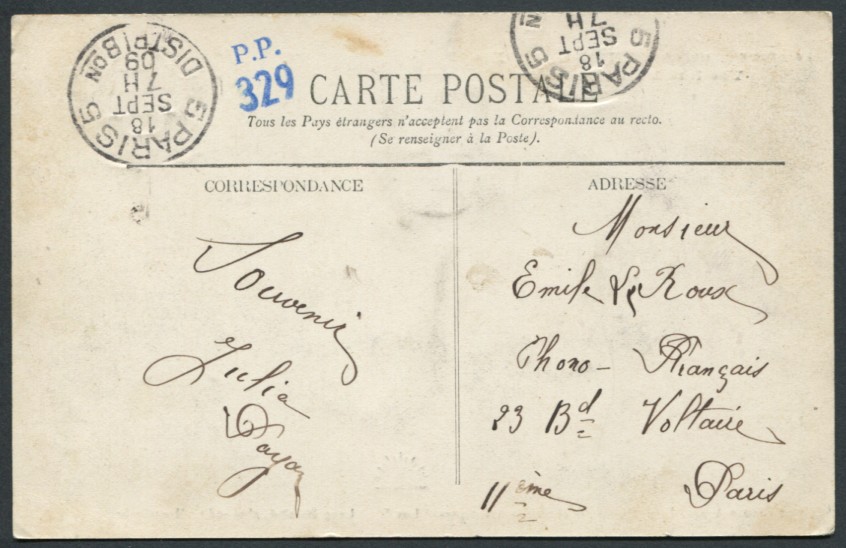 PARIS 5 DISTRIBON
18
SEPT
7H
09
P.P.
329
5 PARIS 5
18
SEPT
7H
CARTE POSTALE
Tous les Pays étrangers n'acceptent pas la Correspondance au recto.
(Se renseigner à la Poste).
CORRESPONDANCE
Souvenir
Julia
ADRESSE
Monsieur
Emile Le Roux
Phono- Français
23 Bd Voltaire
11ème Paris